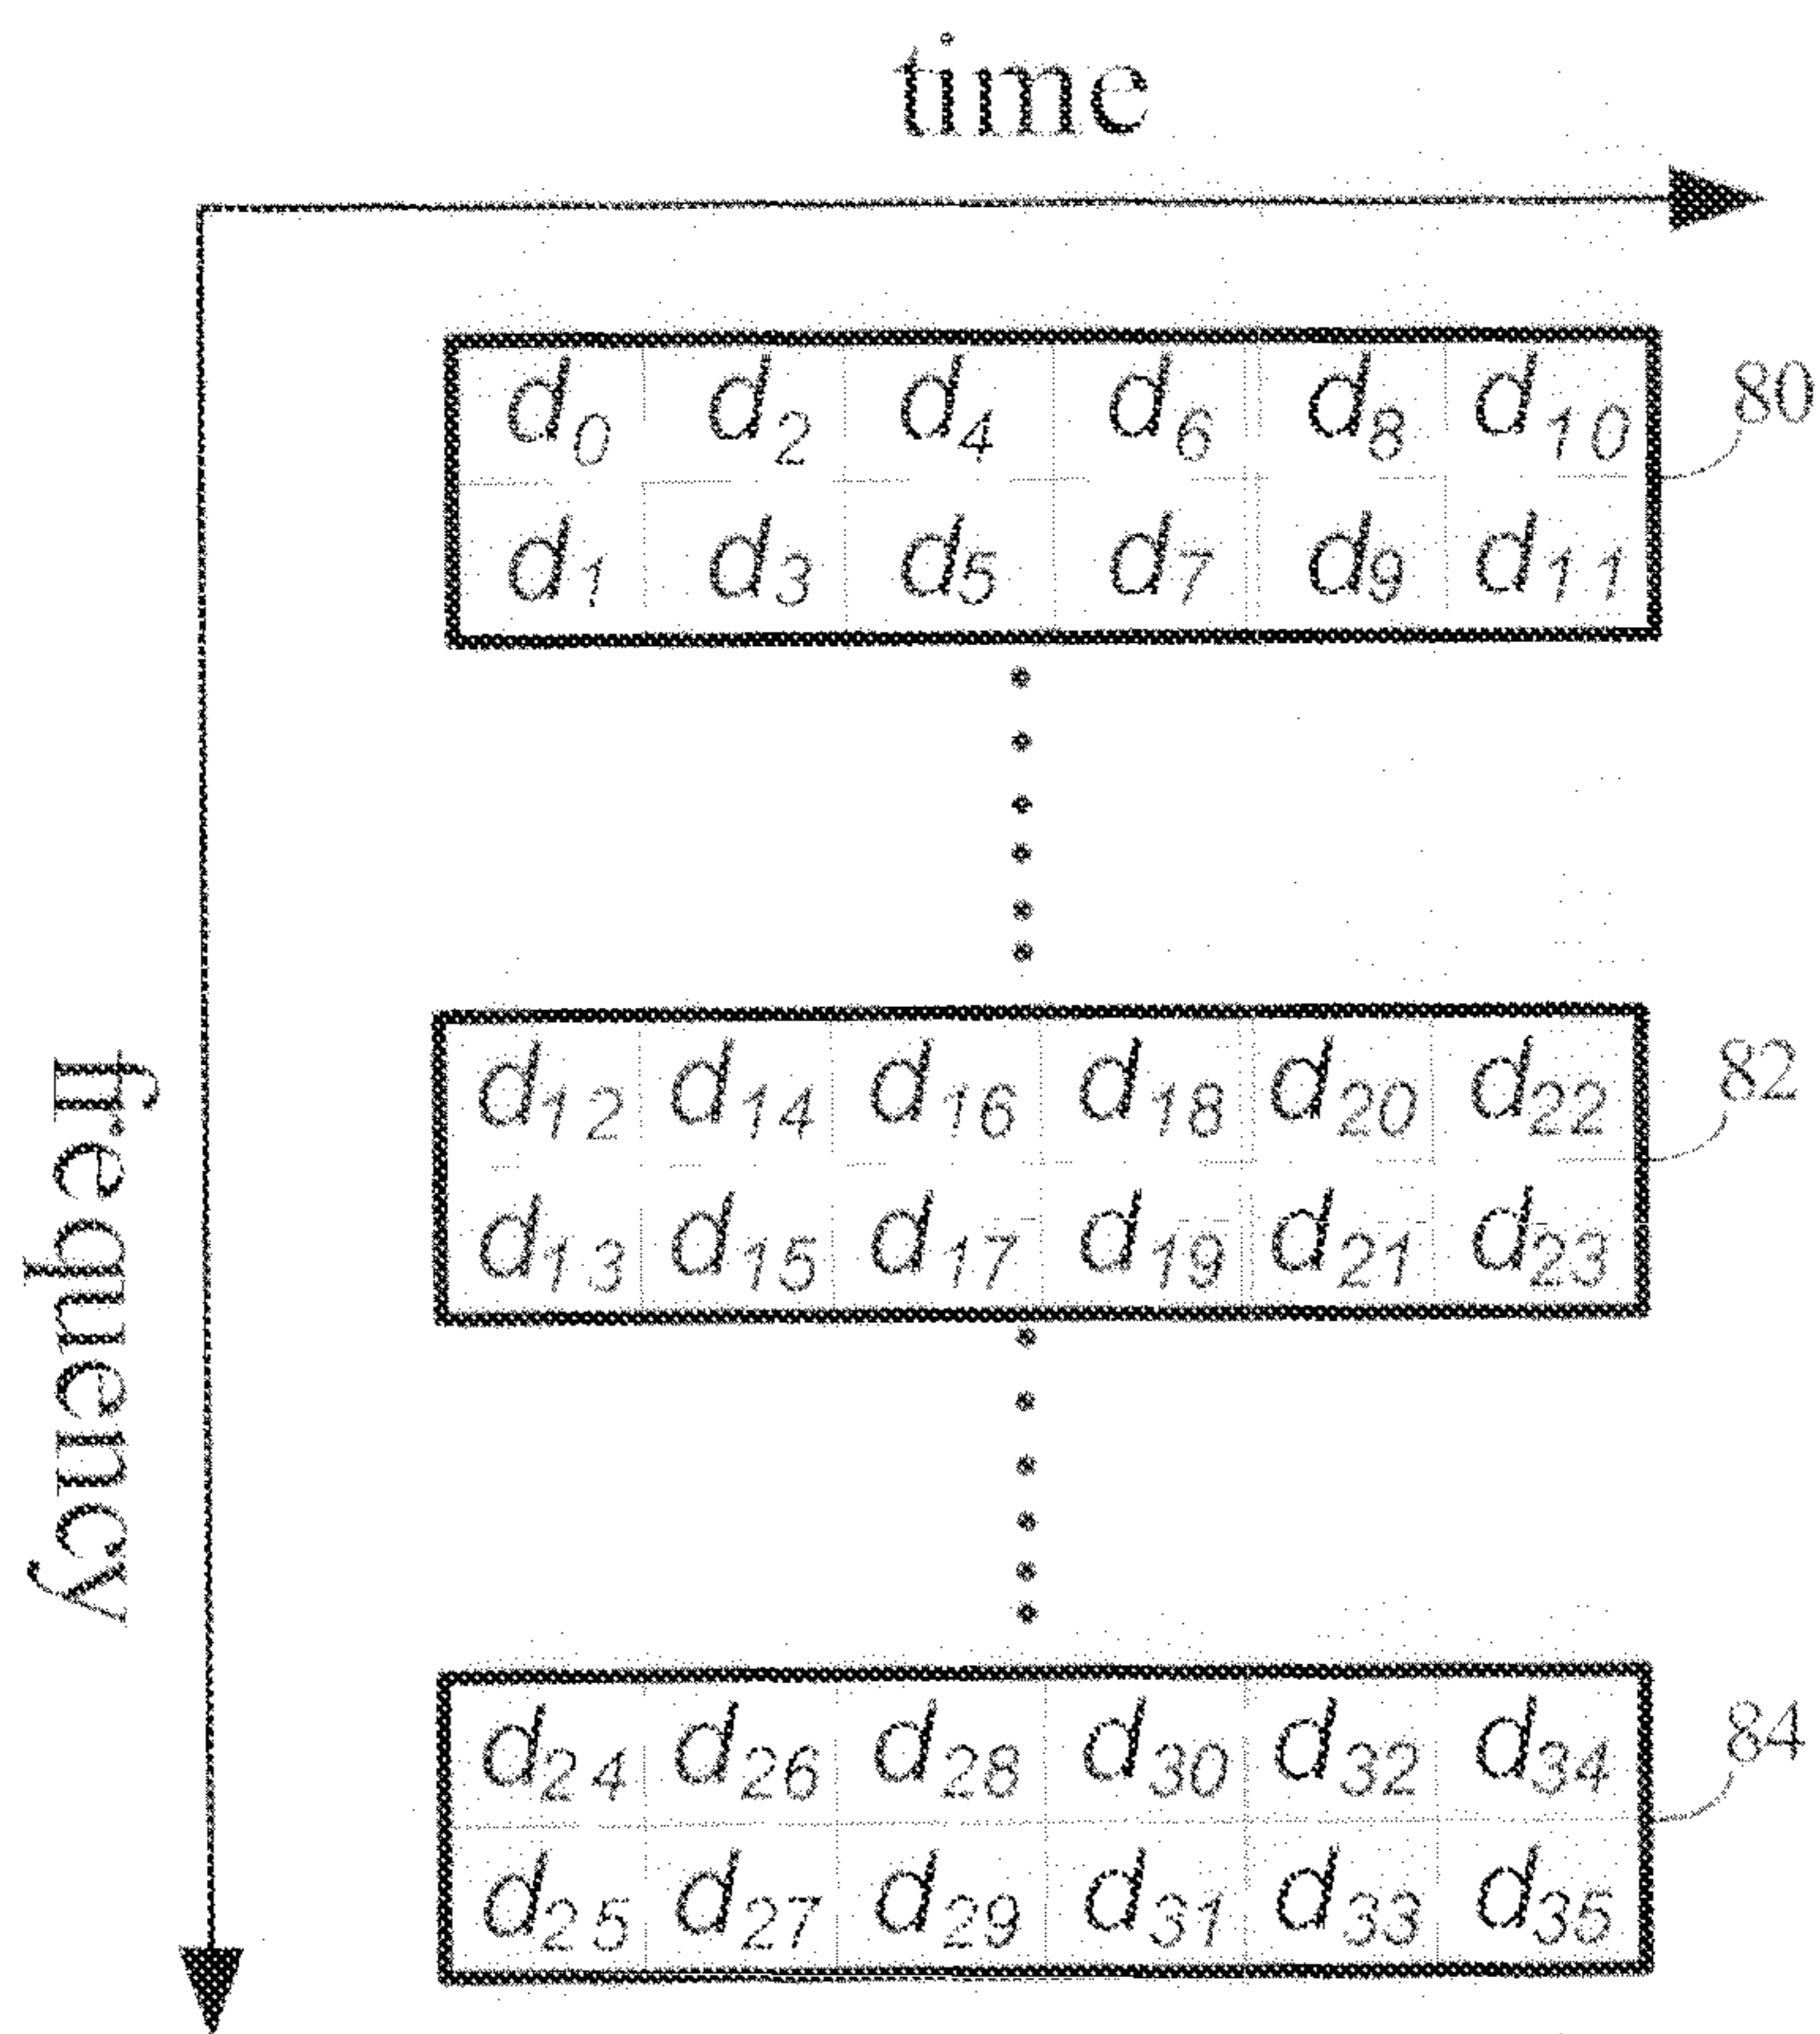 time
d0 d2 d4 d6 d8 d10 80
d1 d3 d5 d7 d9 d11
frequency
d12 d14 d16 d18 d20 d22 82
d13 d15 d17 d19 d21 d23
d24 d26 d28 d30 d32 d34 84
d25 d27 d29 d31 d33 d35